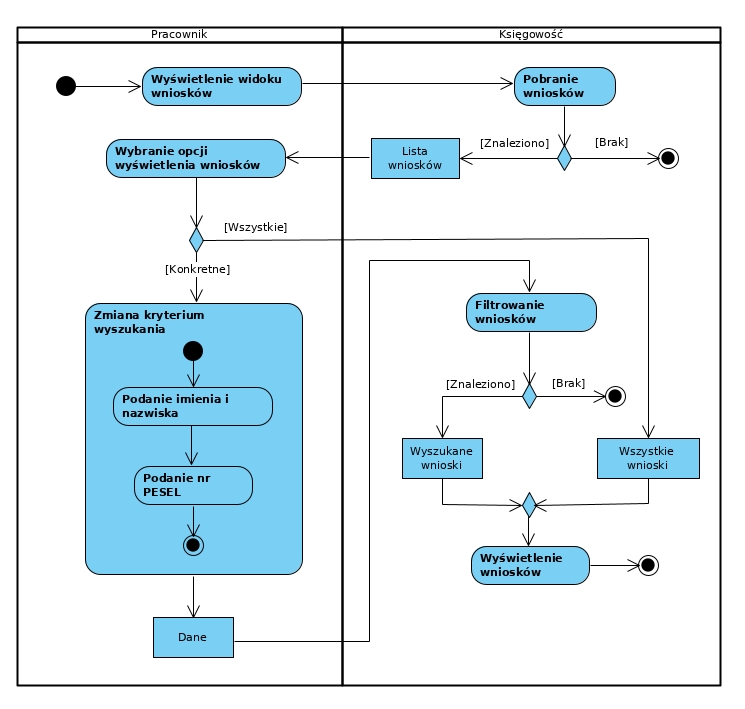 Pracownik
Księgowość
Wyświetlenie widoku
wniosków
Pobranie
wniosków
[Znaleziono]
[Brak]
Lista
wniosków
Wybranie opcji
wyświetlenia wniosków
[Wszystkie]
[Konkretne]
Zmiana kryterium
wyszukania
Podanie imienia i
nazwiska
Podanie nr
PESEL
Dane
Filtrowanie
wniosków
[Znaleziono]
[Brak]
Wyszukane
wnioski
Wszystkie
wnioski
Wyświetlenie
wniosków